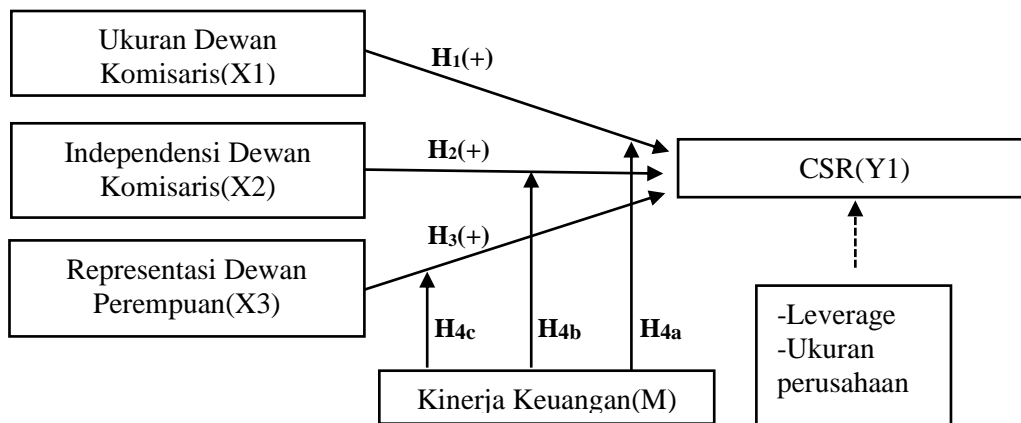 Ukuran Dewan
Komisaris(X1)
H1(+)
Independensi Dewan
Komisaris(X2)
H2(+)
CSR(Y1)
H3(+)
Representasi Dewan
Perempuan(X3)
H4c
H4b
H4a
-Leverage
-Ukuran
perusahaan
Kinerja Keuangan(M)